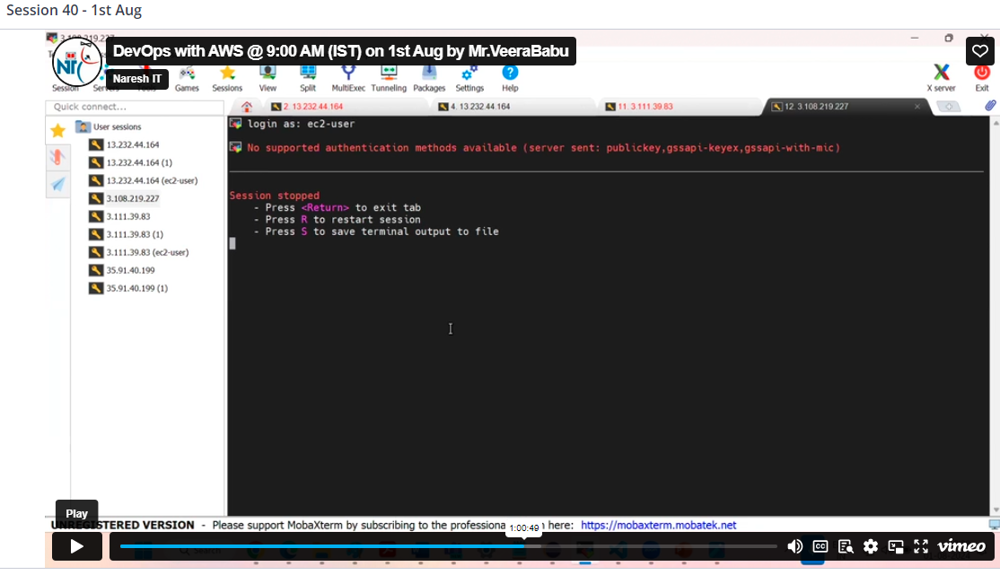 Session 40 - 1st Aug
3.108.219.227
DevOps with AWS @ 9:00 AM (IST) on 1st Aug by Mr.VeeraBabu
NT
Naresh IT
Session Servers Tools Games Sessions View Split MultiExec Tunneling Packages Settings Help X server Exit
Quick connect...
2. 13.232.44.164
4. 13.232.44.164
11. 3.111.39.83
12. 3.108.219.227
User sessions
13.232.44.164
13.232.44.164 (1)
13.232.44.164 (ec2-user)
3.108.219.227
3.111.39.83
3.111.39.83 (1)
3.111.39.83 (ec2-user)
35.91.40.199
35.91.40.199 (1)
login as: ec2-user
No supported authentication methods available (server sent: publickey,gssapi-keyex,gssapi-with-mic)
Session stopped
- Press <Return> to exit tab
- Press R to restart session
- Press S to save terminal output to file
Play
UNREGISTERED VERSION - Please support MobaXterm by subscribing to the professional here: https://mobaxterm.mobatek.net
1:00:49
CC
vimeo